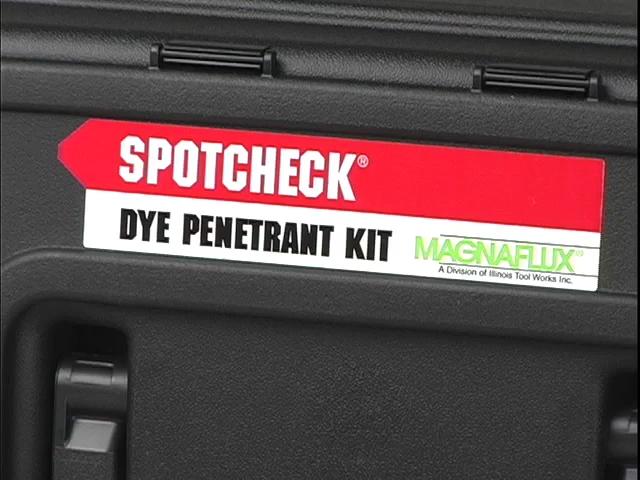 SPOTCHECK®
DYE PENETRANT KIT
MAGNAFLUX®
A Division of Illinois Tool Works Inc.